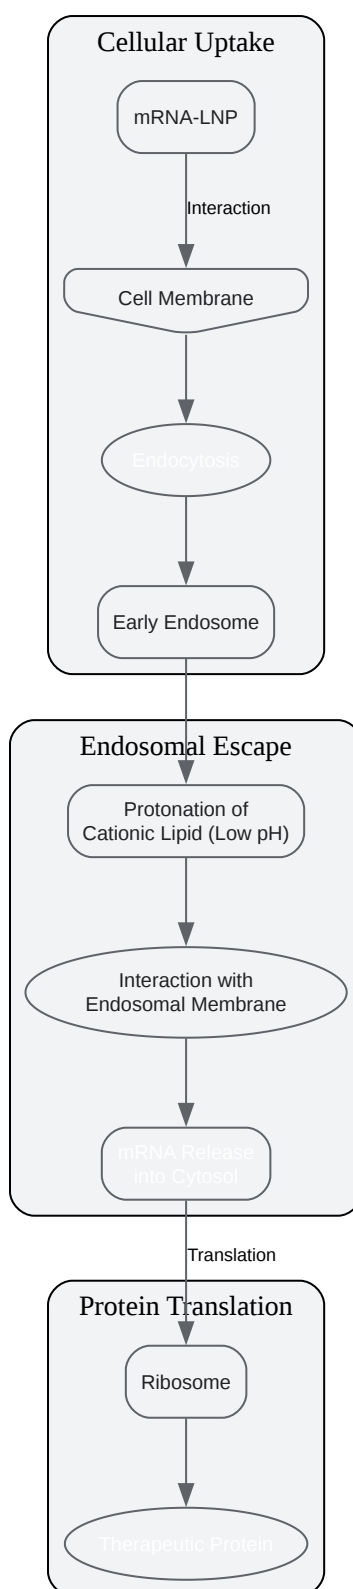 Cellular Uptake
mRNA-LNP
Interaction
Cell Membrane
Endocytosis
Early Endosome
Endosomal Escape
Protonation of
Cationic Lipid (Low pH)
Interaction with
Endosomal Membrane
mRNA Release
into Cytosol
Translation
Protein Translation
Ribosome
Therapeutic Protein